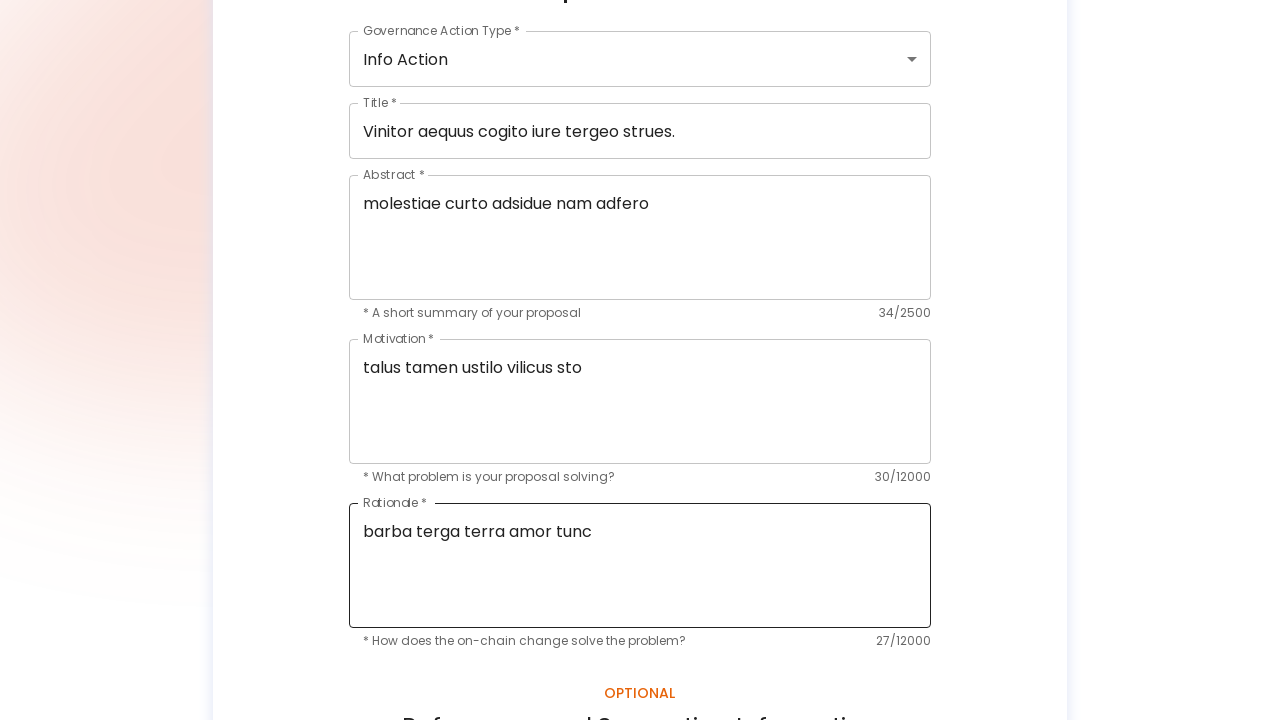 Governance Action Type *
Info Action
Title *
Vinitor aequus cogito iure tergeo strues.
Abstract *
molestiae curto adsidue nam adfero
* A short summary of your proposal 34/2500
Motivation *
talus tamen ustilo vilicus sto
* What problem is your proposal solving? 30/12000
Rationale *
barba terga terra amor tunc
* How does the on-chain change solve the problem? 27/12000
OPTIONAL